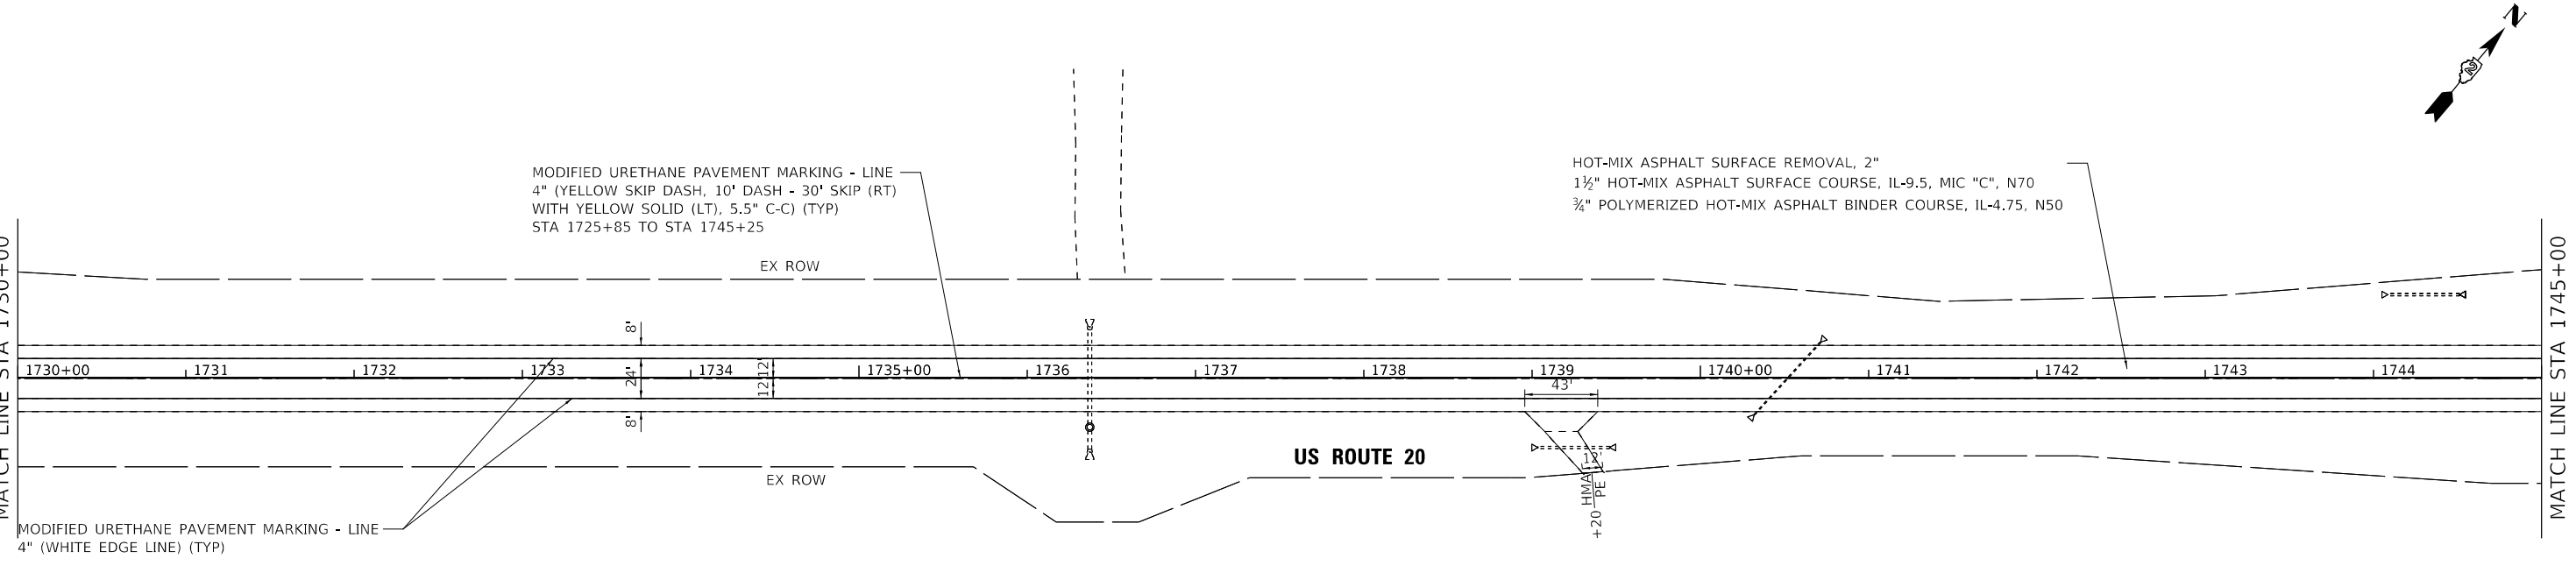 N
2
MODIFIED URETHANE PAVEMENT MARKING - LINE
4" (YELLOW SKIP DASH, 10' DASH - 30' SKIP (RT)
WITH YELLOW SOLID (LT), 5.5" C-C) (TYP)
STA 1725+85 TO STA 1745+25
HOT-MIX ASPHALT SURFACE REMOVAL, 2"
1½" HOT-MIX ASPHALT SURFACE COURSE, IL-9.5, MIC "C", N70
¾" POLYMERIZED HOT-MIX ASPHALT BINDER COURSE, IL-4.75, N50
MATCH LINE STA 1730+00
EX ROW
8'
24'
8'
12'
12'
1730+00
1731
1732
1733
1734
1735+00
1736
1737
1738
1739
1740+00
1741
1742
1743
1744
43'
US ROUTE 20
12'
HMA
PE
+20
EX ROW
MODIFIED URETHANE PAVEMENT MARKING - LINE
4" (WHITE EDGE LINE) (TYP)
MATCH LINE STA 1745+00